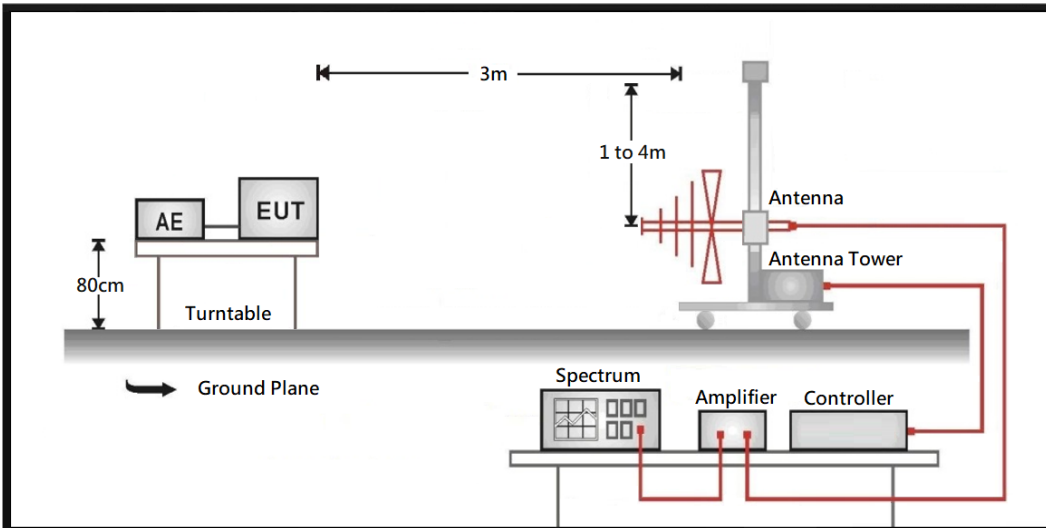 3m
1 to 4m
Antenna
AE
EUT
Antenna Tower
80cm
Turntable
Ground Plane
Spectrum
Amplifier
Controller